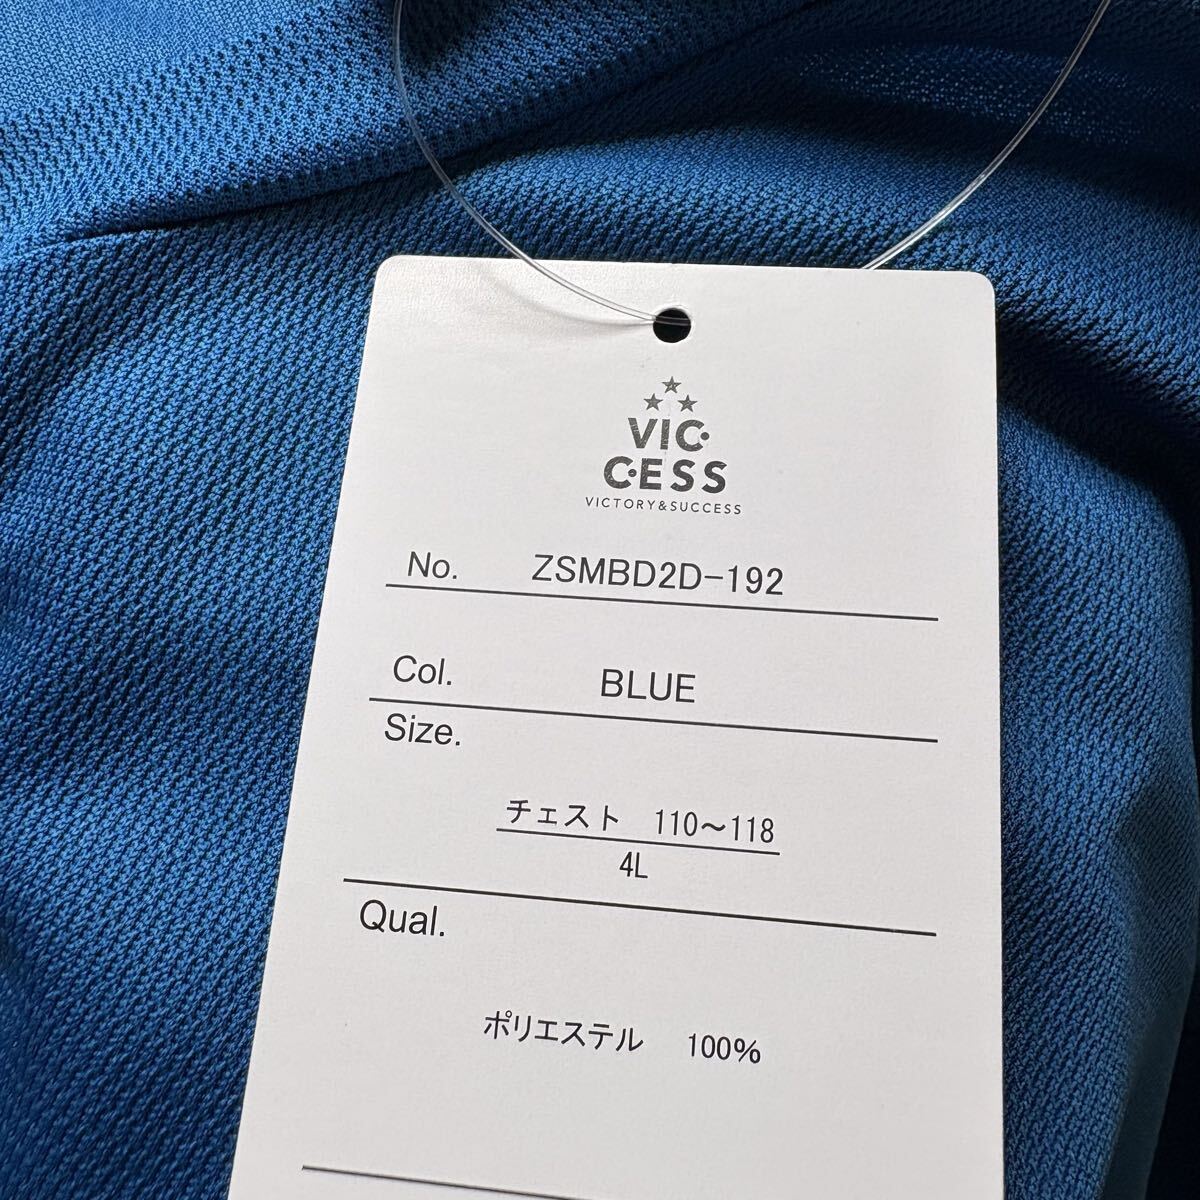 VIC・
C・ESS
VICTORY&SUCCESS
No. ZSMBD2D-192
Col. BLUE
Size.
チェスト 110～118
4L
Qual.
ポリエステル 100%